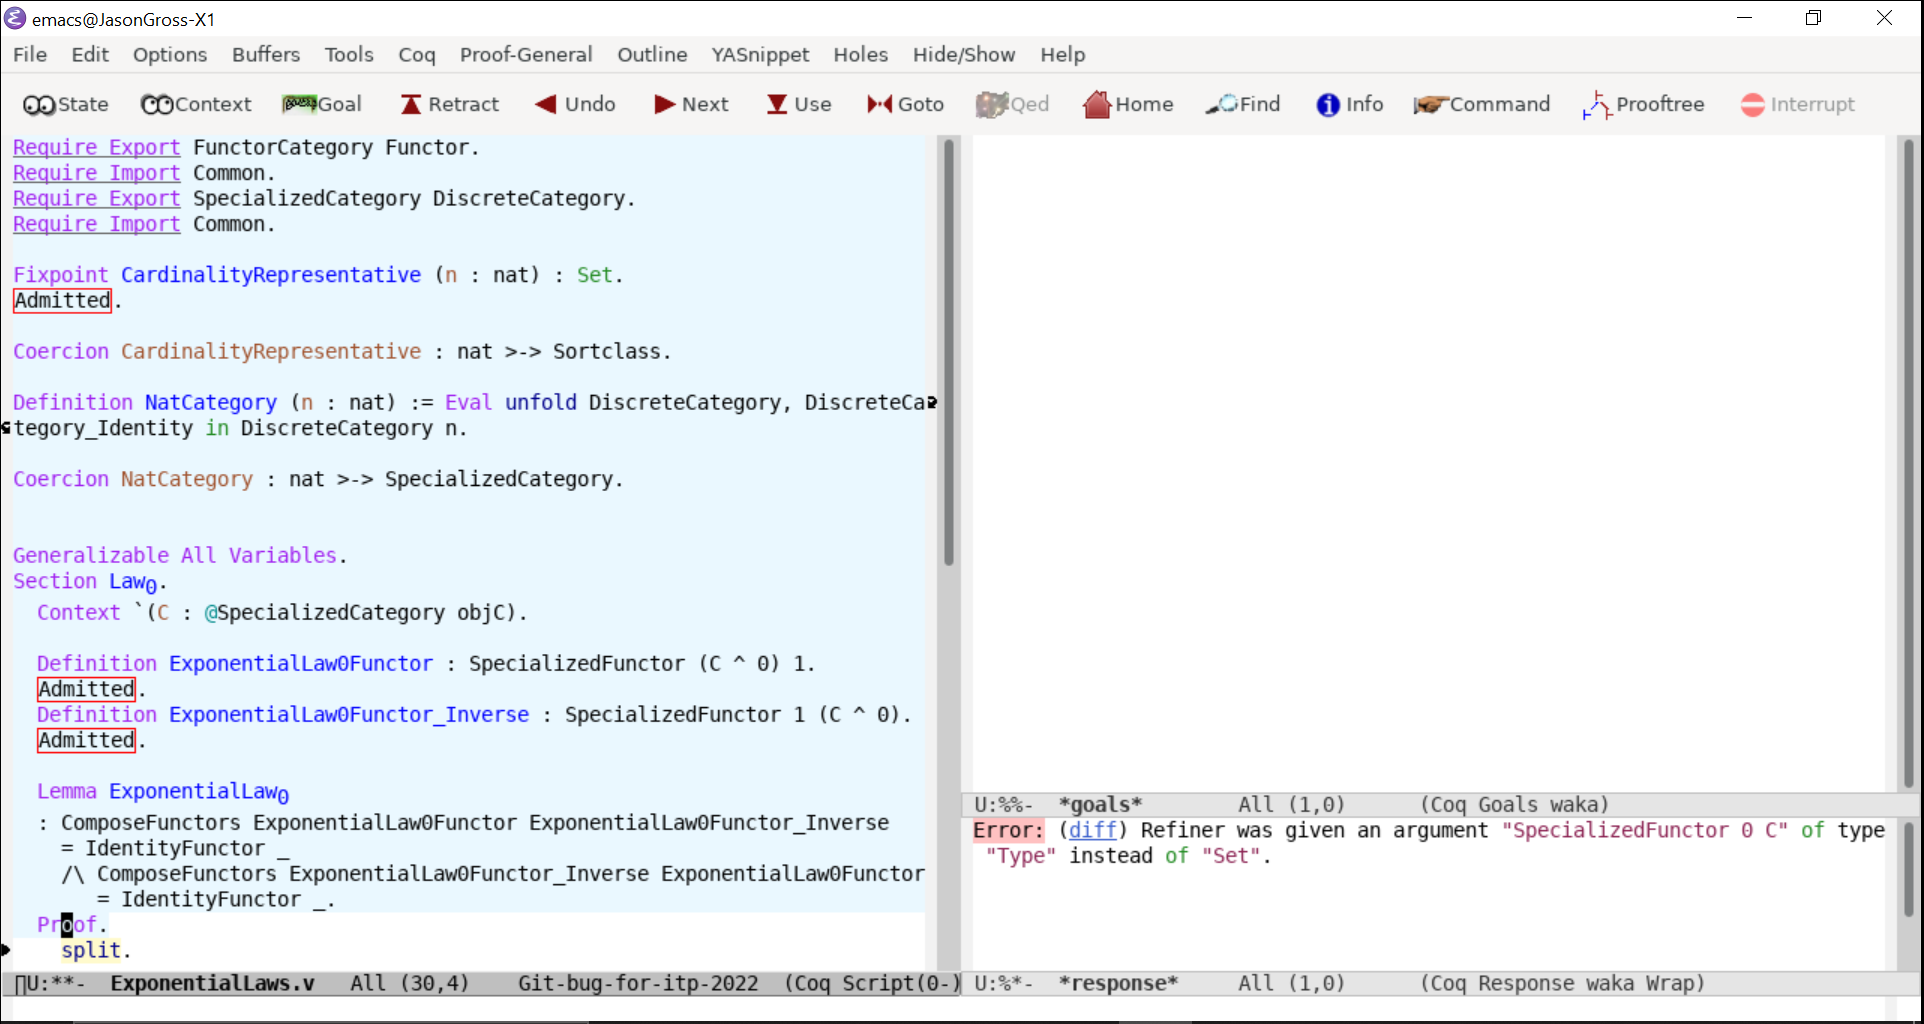 emacs@JasonGross-X1
File Edit Options Buffers Tools Coq Proof-General Outline YASnippet Holes Hide/Show Help
State Context Goal Retract Undo Next Use Goto Qed Home Find Info Command Prooftree Interrupt
Require Export FunctorCategory Functor.
Require Import Common.
Require Export SpecializedCategory DiscreteCategory.
Require Import Common.
Fixpoint CardinalityRepresentative (n : nat) : Set.
Admitted.
Coercion CardinalityRepresentative : nat >-> Sortclass.
Definition NatCategory (n : nat) := Eval unfold DiscreteCategory, DiscreteCa
tegory_Identity in DiscreteCategory n.
Coercion NatCategory : nat >-> SpecializedCategory.
Generalizable All Variables.
Section Law₀.
Context `(C : @SpecializedCategory objC).
Definition ExponentialLaw0Functor : SpecializedFunctor (C ^ 0) 1.
Admitted.
Definition ExponentialLaw0Functor_Inverse : SpecializedFunctor 1 (C ^ 0).
Admitted.
Lemma ExponentialLaw₀
: ComposeFunctors ExponentialLaw0Functor ExponentialLaw0Functor_Inverse
= IdentityFunctor _
/\ ComposeFunctors ExponentialLaw0Functor_Inverse ExponentialLaw0Functor
= IdentityFunctor _.
Proof.
split.
U:**- ExponentialLaws.v All (30,4) Git-bug-for-itp-2022 (Coq Script(0-)
U:%%- *goals* All (1,0) (Coq Goals waka)
Error: (diff) Refiner was given an argument "SpecializedFunctor 0 C" of type
"Type" instead of "Set".
U:%*- *response* All (1,0) (Coq Response waka Wrap)